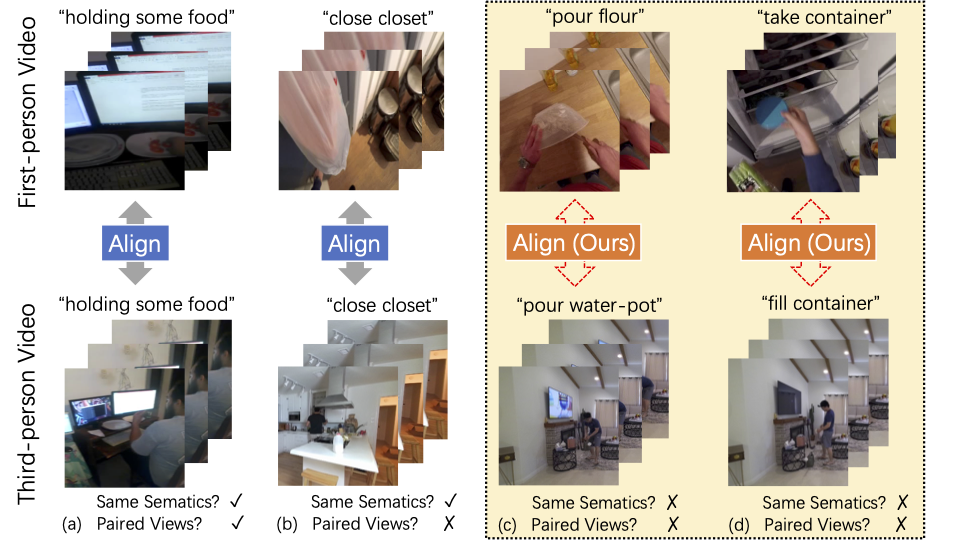 First-person Video
"holding some food"
"close closet"
"pour flour"
"take container"
Align
Align
Align (Ours)
Align (Ours)
Third-person Video
"holding some food"
"close closet"
"pour water-pot"
"fill container"
Same Sematics? ✓
Same Sematics? ✓
Same Sematics? ✗
Same Sematics? ✗
(a) Paired Views? ✓
(b) Paired Views? ✗
(c) Paired Views? ✗
(d) Paired Views? ✗